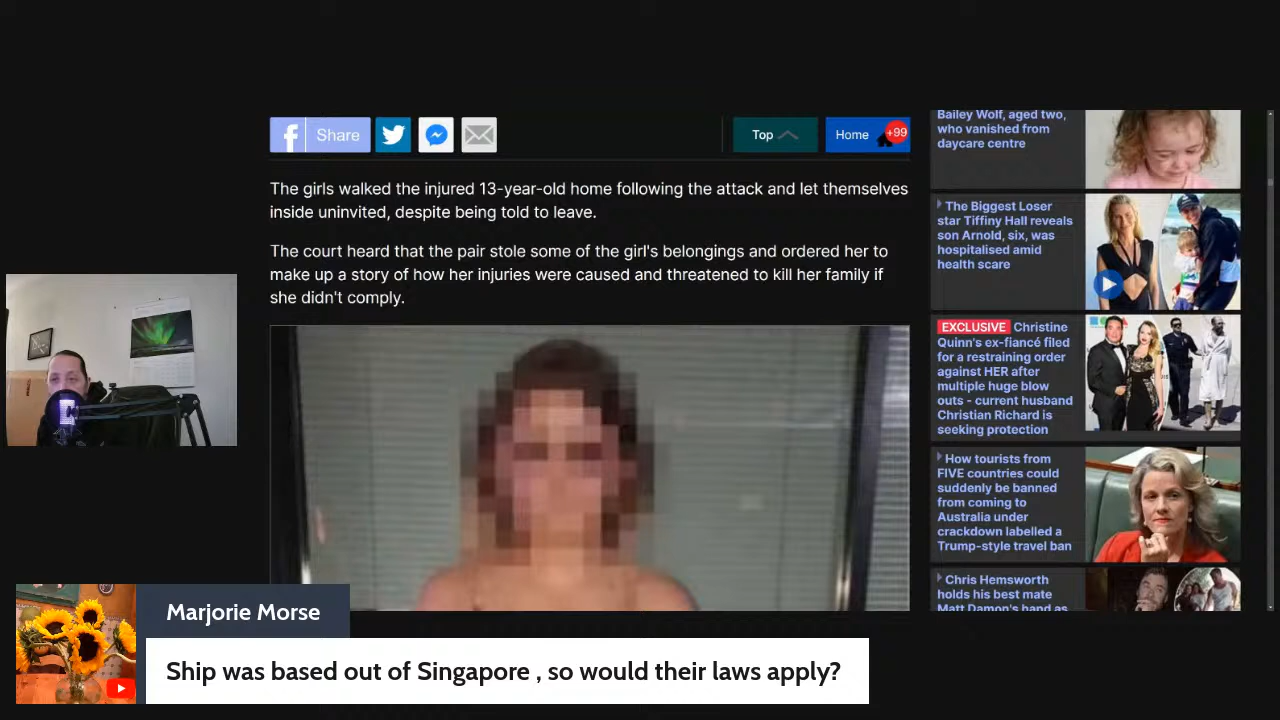 Share
Top
Home
+99
The girls walked the injured 13-year-old home following the attack and let themselves
inside uninvited, despite being told to leave.
The court heard that the pair stole some of the girl's belongings and ordered her to
make up a story of how her injuries were caused and threatened to kill her family if
she didn't comply.
Bailey Wolf, aged two,
who vanished from
daycare centre
The Biggest Loser
star Tiffiny Hall reveals
son Arnold, six, was
hospitalised amid
health scare
EXCLUSIVE Christine
Quinn's ex-fiancé filed
for a restraining order
against HER after
multiple huge blow
outs - current husband
Christian Richard is
seeking protection
How tourists from
FIVE countries could
suddenly be banned
from coming to
Australia under
crackdown labelled a
Trump-style travel ban
Chris Hemsworth
holds his best mate
Matt Damon's hand as
Marjorie Morse
Ship was based out of Singapore , so would their laws apply?